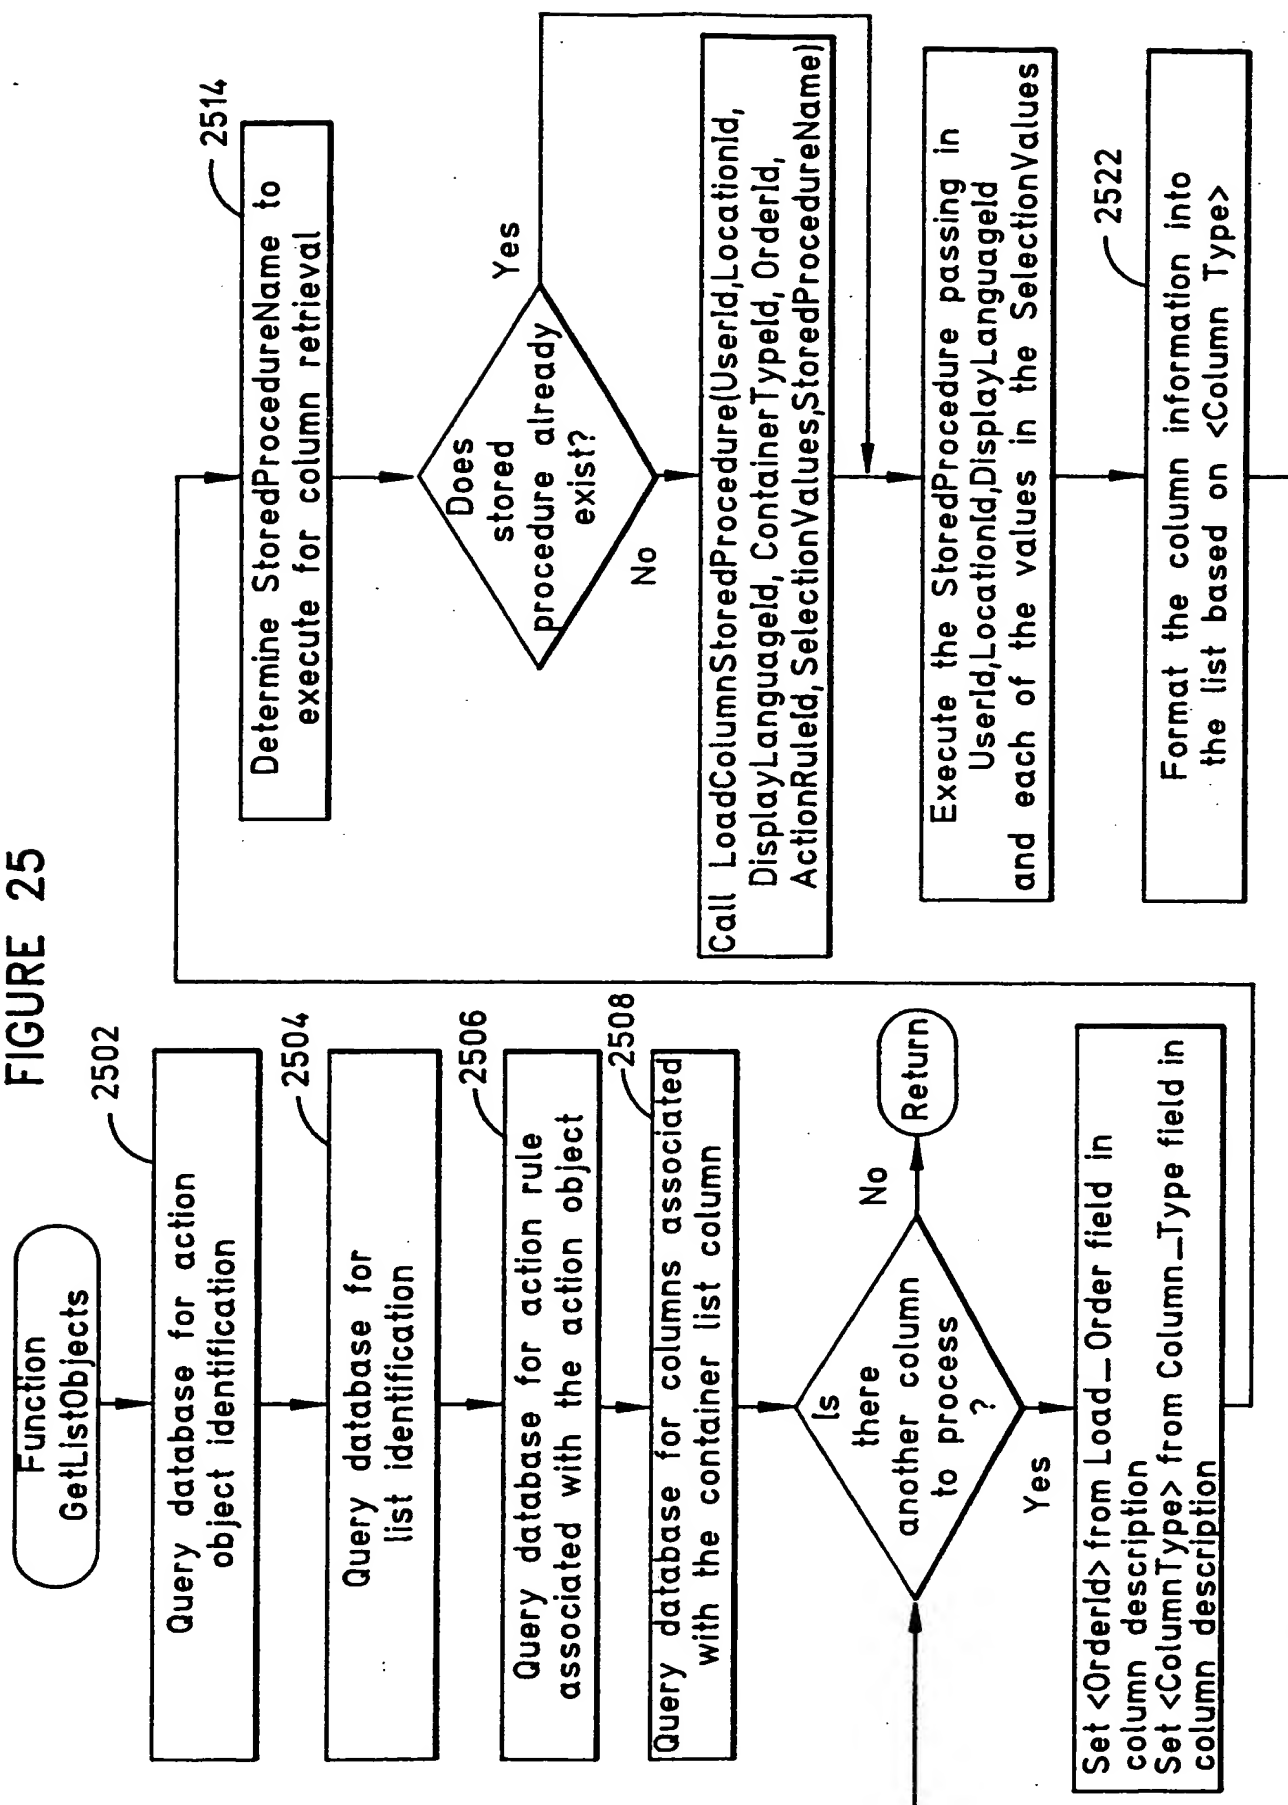 FIGURE 25
Function
GetListObjects
2502
Query database for action
object identification
2504
Query database for
list identification
2506
Query database for action rule
associated with the action object
2508
Query database for columns associated
with the container list column
Is
there
another column
to process
?
No
Return
Yes
Set <OrderId> from Load_Order field in
column description
Set <ColumnType> from Column_Type field in
column description
2514
Determine StoredProcedureName to
execute for column retrieval
Does
stored
procedure already
exist?
Yes
No
Call LoadColumnStoredProcedure(UserId,LocationId,
DisplayLanguageId, ContainerTypeId, OrderId,
ActionRuleId, SelectionValues,StoredProcedureName)
Execute the StoredProcedure passing in
UserId,LocationId,DisplayLanguageId
and each of the values in the SelectionValues
2522
Format the column information into
the list based on <Column Type>